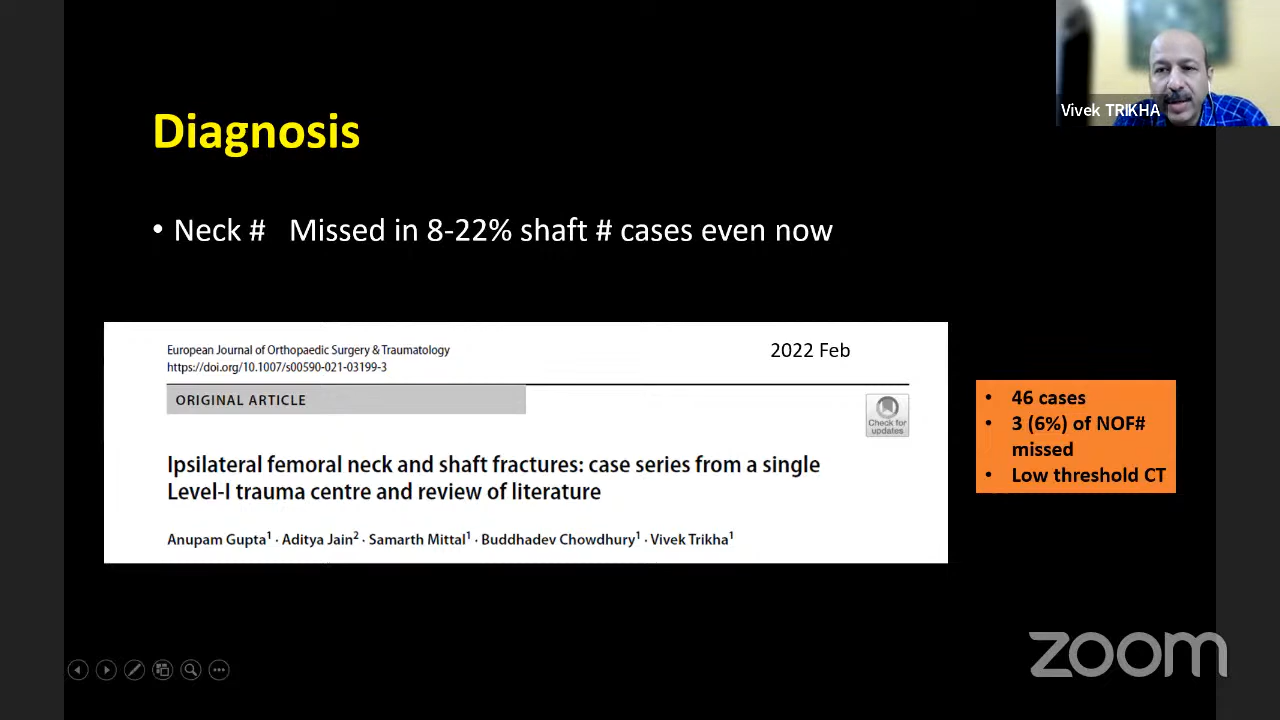 Vivek TRIKHA
Diagnosis
• Neck # Missed in 8-22% shaft # cases even now
European Journal of Orthopaedic Surgery & Traumatology
https://doi.org/10.1007/s00590-021-03199-3
2022 Feb
ORIGINAL ARTICLE
Check for
updates
Ipsilateral femoral neck and shaft fractures: case series from a single
Level-I trauma centre and review of literature
Anupam Gupta1 · Aditya Jain2 · Samarth Mittal1 · Buddhadev Chowdhury1 · Vivek Trikha1
• 46 cases
• 3 (6%) of NOF#
missed
• Low threshold CT
zoom